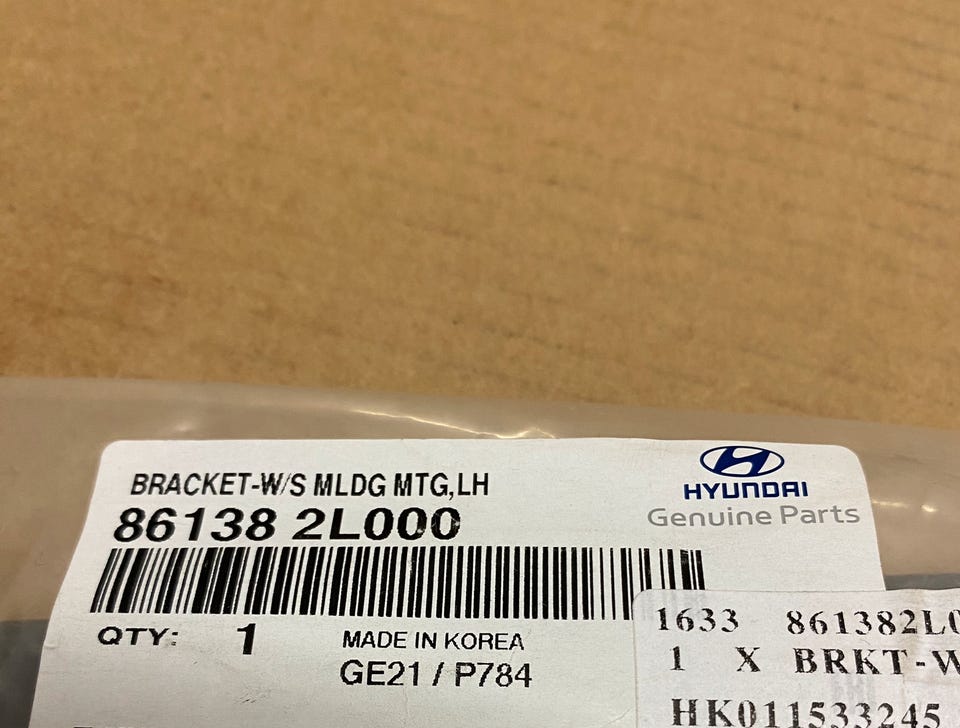 BRACKET-W/S MLDG MTG,LH
86138 2L000
HYUNDAI
Genuine Parts
QTY: 1
MADE IN KOREA
GE21 / P784
1633 861382L0
1 X BRKT-W
HK011533245